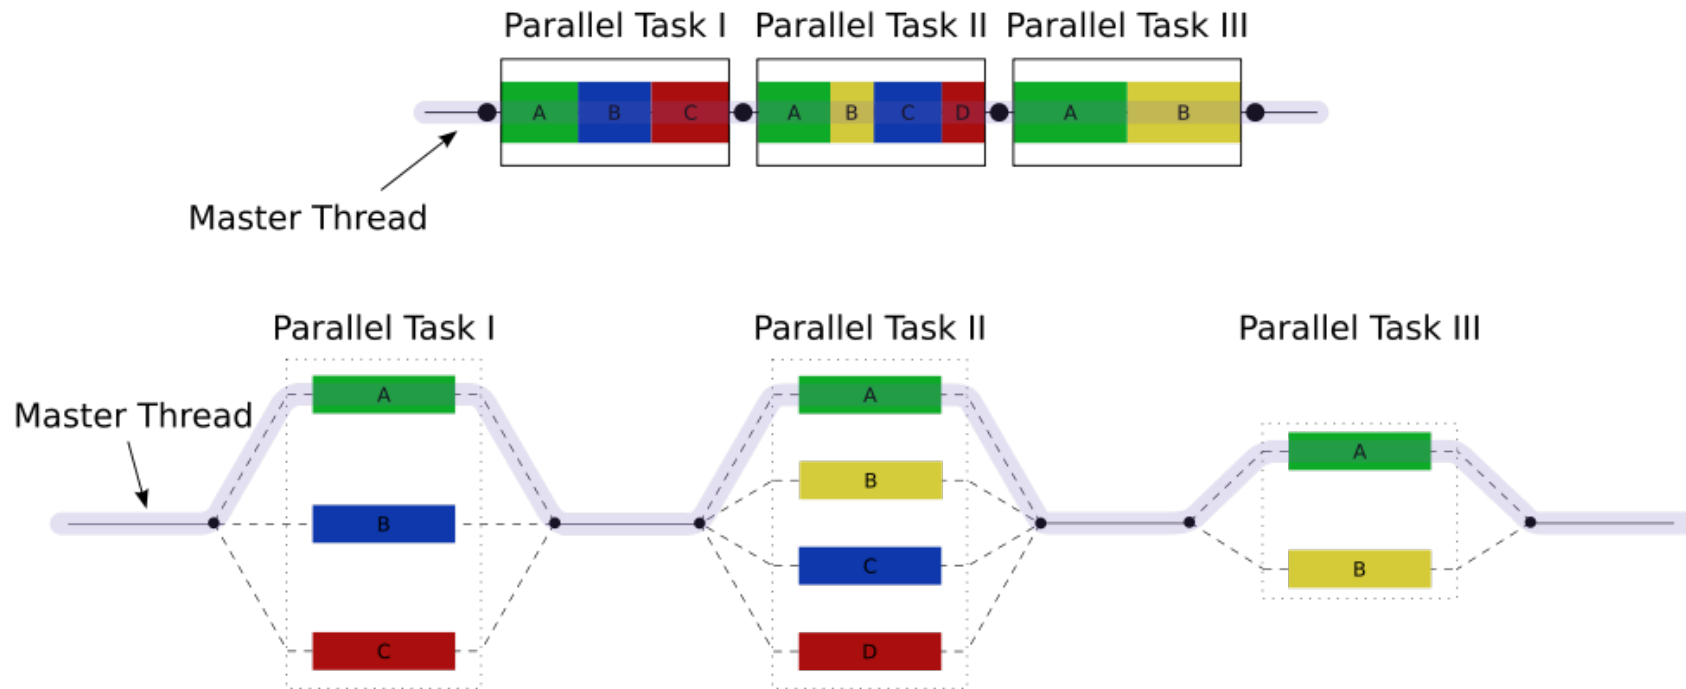 Parallel Task I
Parallel Task II
Parallel Task III
A
B
C
A
B
C
D
A
B
Master Thread
Parallel Task I
Parallel Task II
Parallel Task III
Master Thread
A
B
C
A
B
C
D
A
B